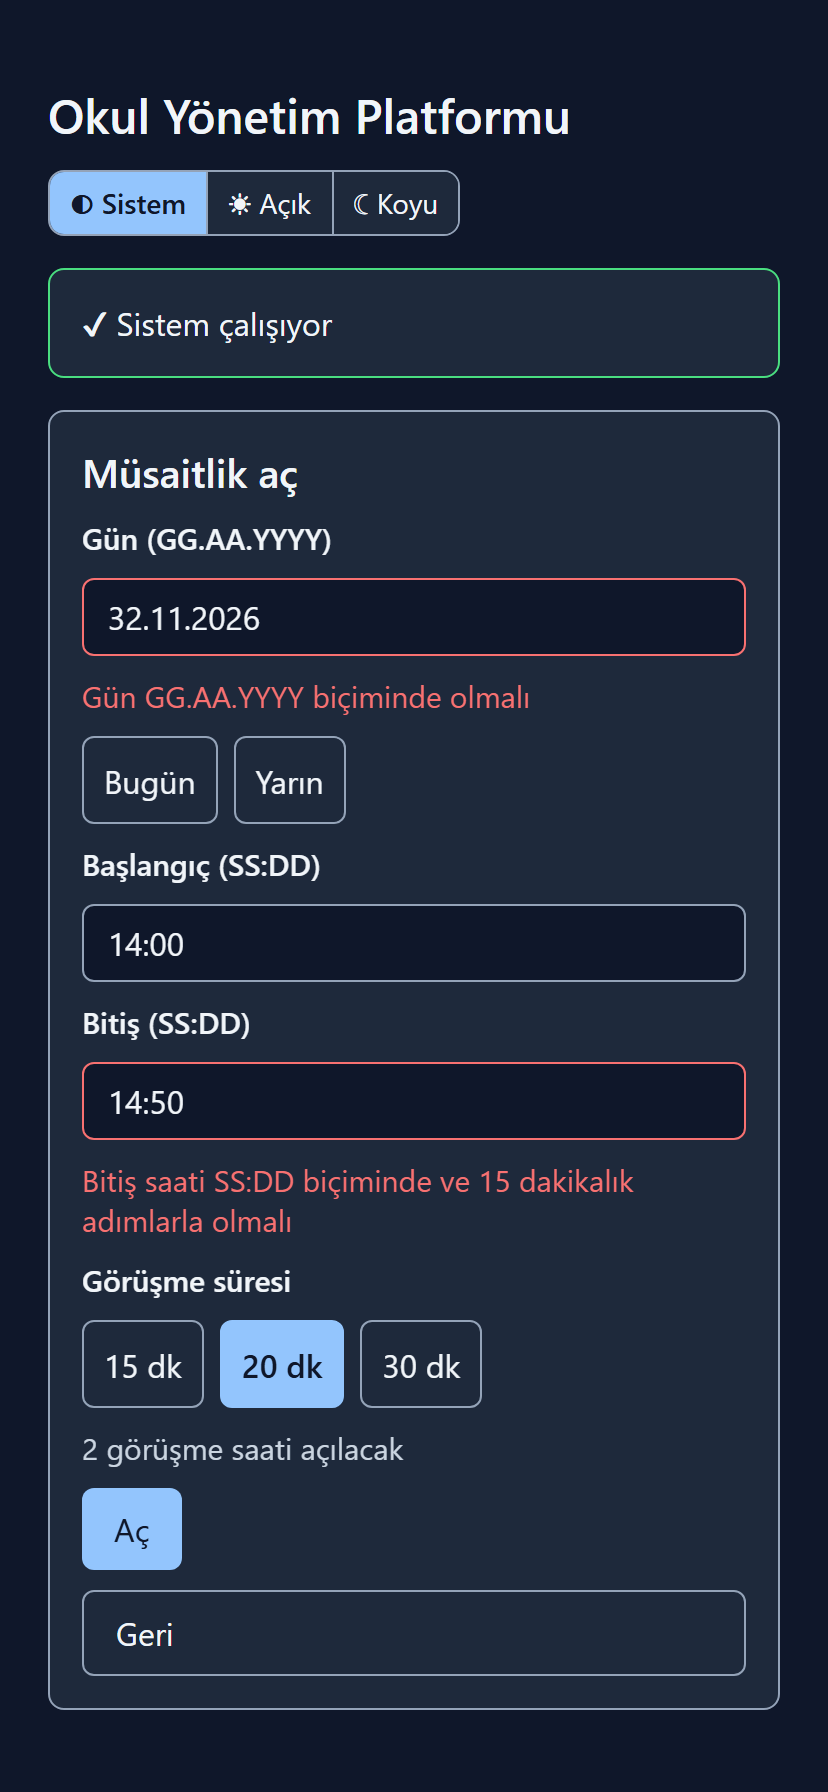 Okul Yönetim Platformu
◐ Sistem ☀ Açık ☾ Koyu
✓ Sistem çalışıyor
Müsaitlik aç
Gün (GG.AA.YYYY)
32.11.2026
Gün GG.AA.YYYY biçiminde olmalı
Bugün Yarın
Başlangıç (SS:DD)
14:00
Bitiş (SS:DD)
14:50
Bitiş saati SS:DD biçiminde ve 15 dakikalık
adımlarla olmalı
Görüşme süresi
15 dk 20 dk 30 dk
2 görüşme saati açılacak
Aç
Geri